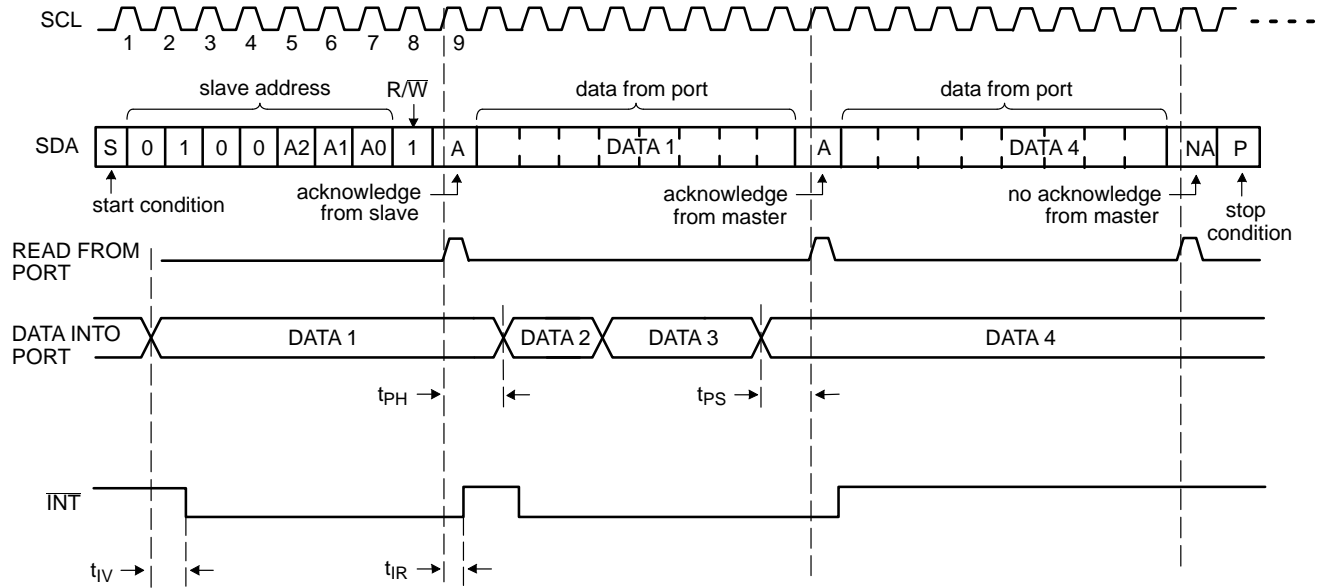 SCL
1 2 3 4 5 6 7 8 9
slave address R/W̅ data from port data from port
SDA S 0 1 0 0 A2 A1 A0 1 A DATA 1 A DATA 4 NA P
start condition
acknowledge
from slave
acknowledge
from master
no acknowledge
from master
stop
condition
READ FROM
PORT
DATA INTO
PORT
DATA 1 DATA 2 DATA 3 DATA 4
tPH tPS
I̅N̅T̅
tIV tIR